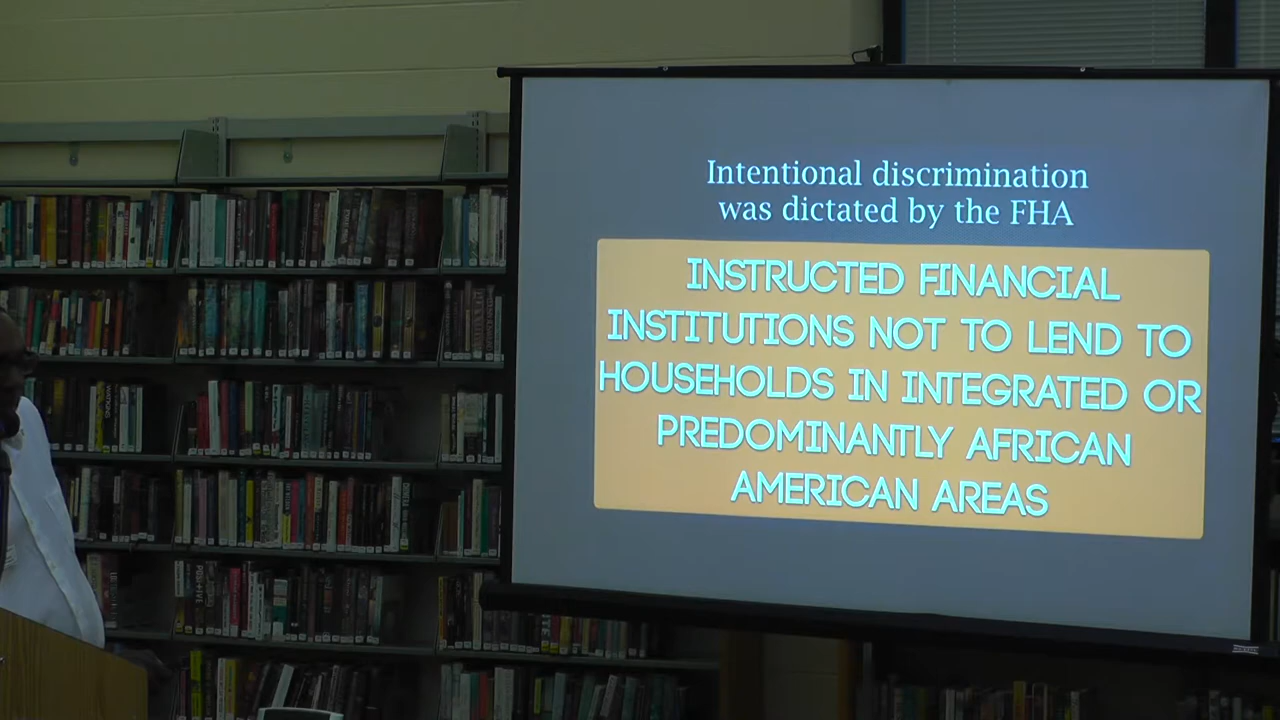 Intentional discrimination
was dictated by the FHA
INSTRUCTED FINANCIAL
INSTITUTIONS NOT TO LEND TO
HOUSEHOLDS IN INTEGRATED OR
PREDOMINANTLY AFRICAN
AMERICAN AREAS